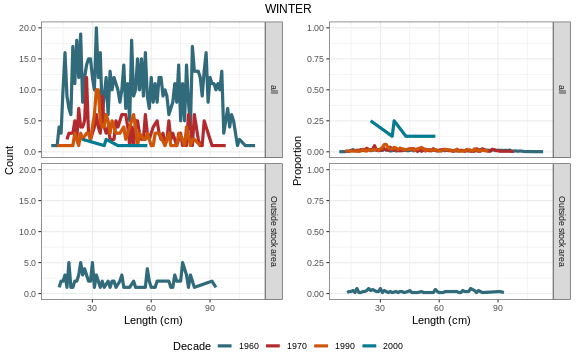 WINTER
20.0
15.0
10.0
5.0
0.0
all
1.00
0.75
0.50
0.25
0.00
all
Count
Proportion
20.0
15.0
10.0
5.0
0.0
Outside stock area
1.00
0.75
0.50
0.25
0.00
Outside stock area
30 60 90
30 60 90
Length (cm)
Length (cm)
Decade 1960 1970 1990 2000